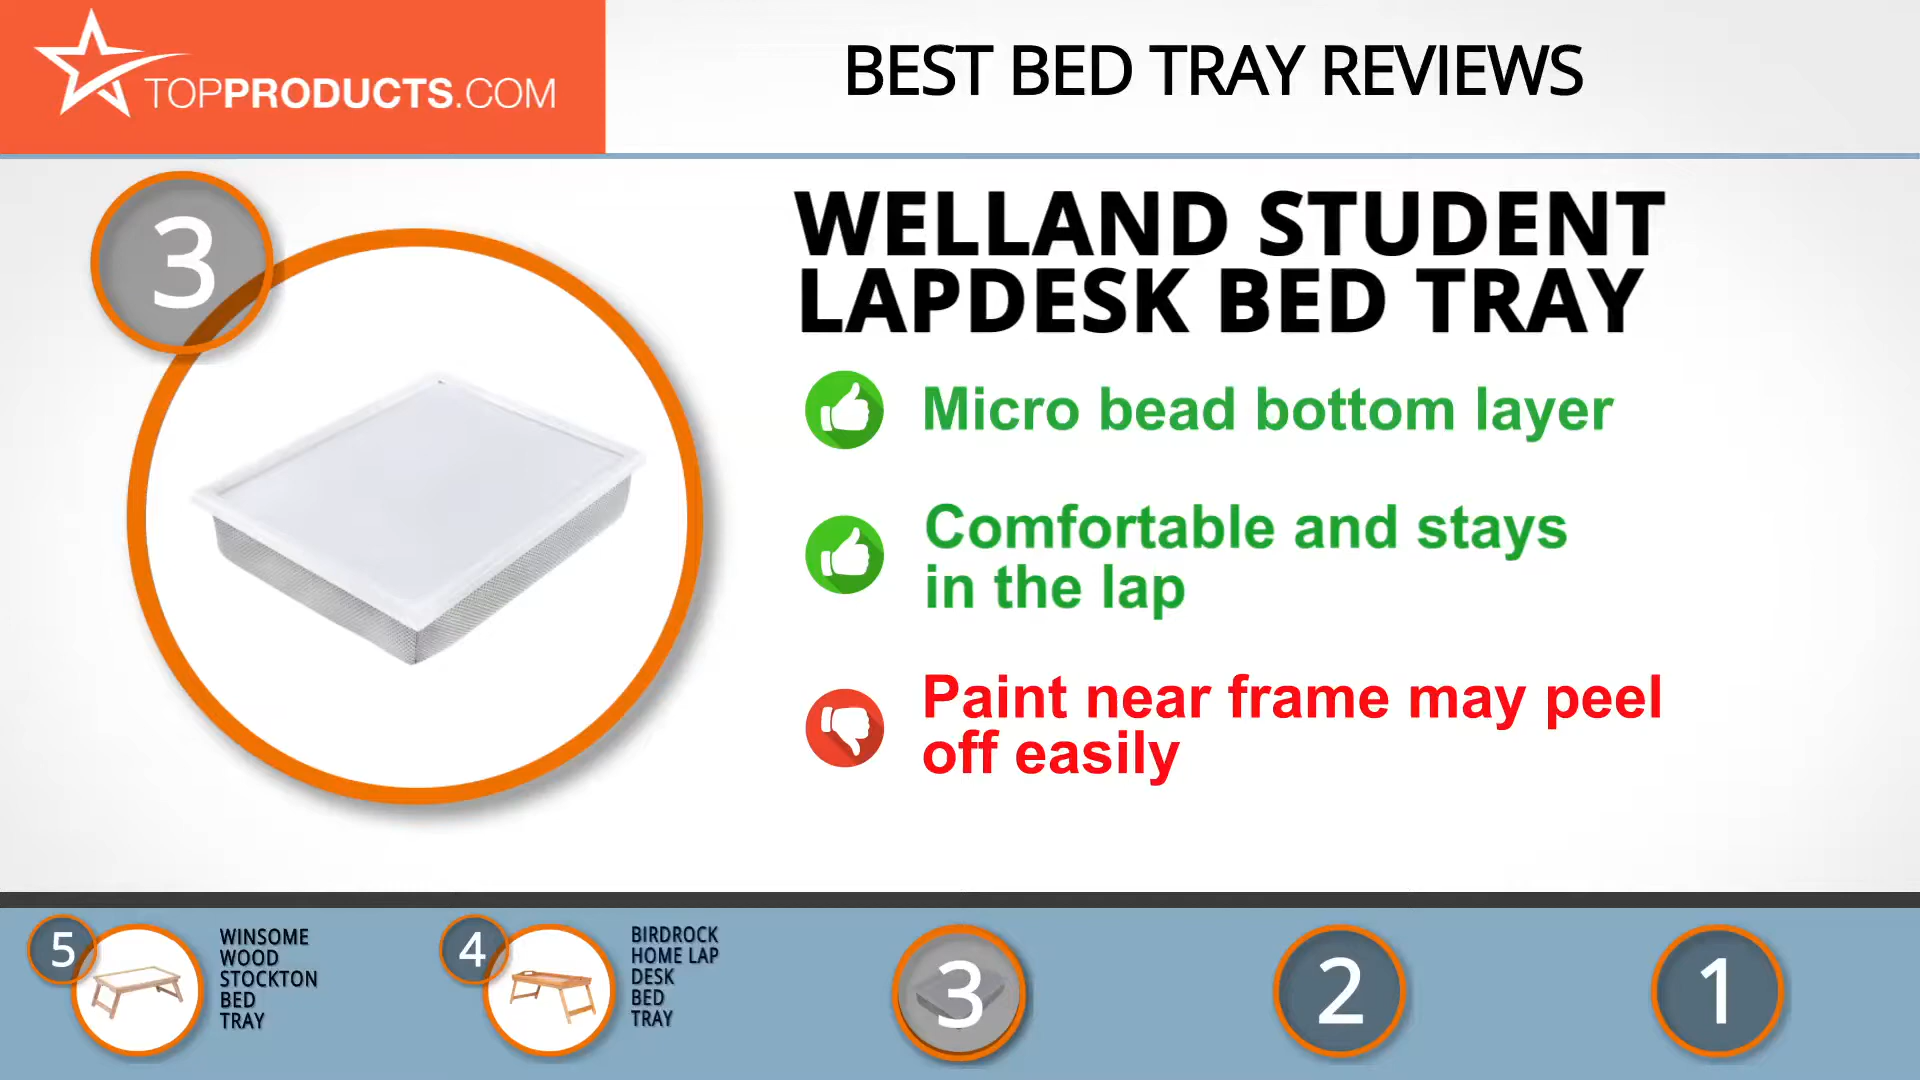 TOPPRODUCTS.COM
BEST BED TRAY REVIEWS
3
WELLAND STUDENT
LAPDESK BED TRAY
Micro bead bottom layer
Comfortable and stays
in the lap
Paint near frame may peel
off easily
5
WINSOME
WOOD
STOCKTON
BED
TRAY
4
BIRDROCK
HOME LAP
DESK
BED
TRAY
3
2
1